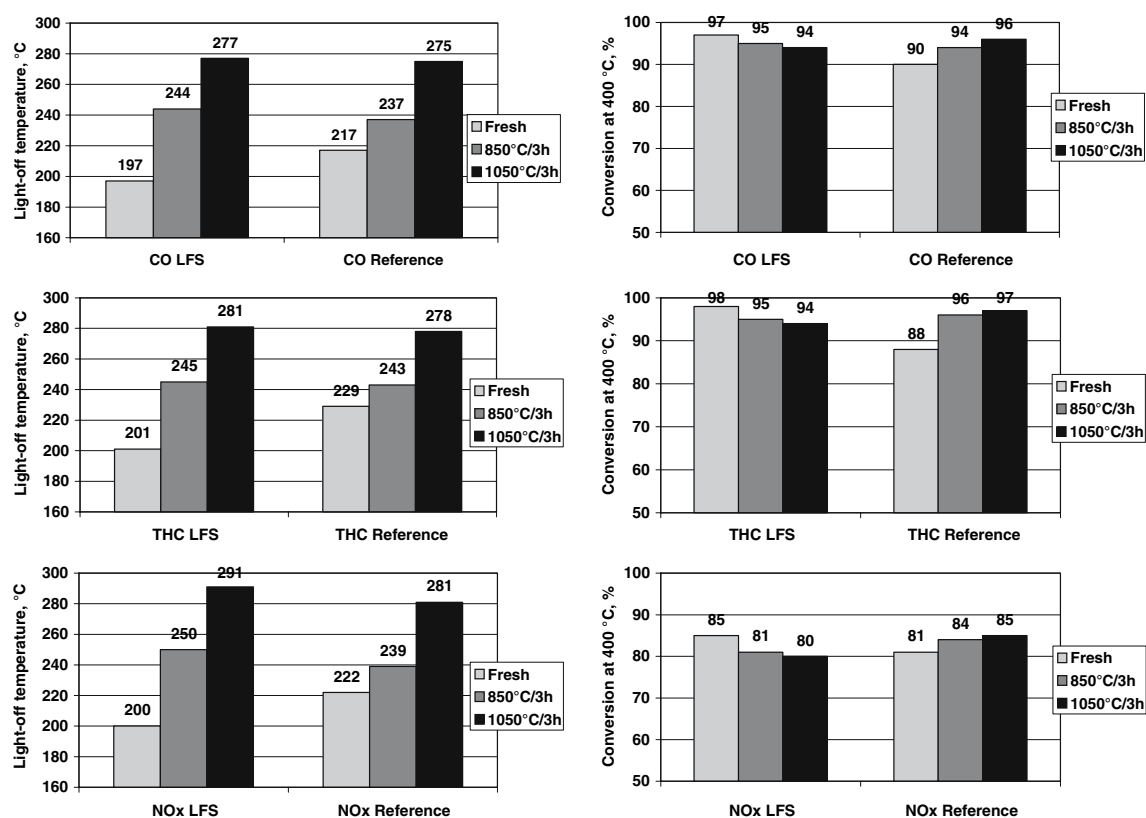 Light-off temperature, °C
300
280
260
240
220
200
180
160
197
244
277
217
237
275
CO LFS
CO Reference
Fresh
850°C/3h
1050°C/3h
Conversion at 400 °C, %
100
90
80
70
60
50
97
95
94
90
94
96
CO LFS
CO Reference
Fresh
850°C/3h
1050°C/3h
Light-off temperature, °C
300
280
260
240
220
200
180
160
201
245
281
229
243
278
THC LFS
THC Reference
Fresh
850°C/3h
1050°C/3h
Conversion at 400 °C, %
100
90
80
70
60
50
98
95
94
88
96
97
THC LFS
THC Reference
Fresh
850°C/3h
1050°C/3h
Light-off temperature, °C
300
280
260
240
220
200
180
160
200
250
291
222
239
281
NOx LFS
NOx Reference
Fresh
850°C/3h
1050°C/3h
Conversion at 400 °C, %
100
90
80
70
60
50
85
81
80
81
84
85
NOx LFS
NOx Reference
Fresh
850°C/3h
1050°C/3h